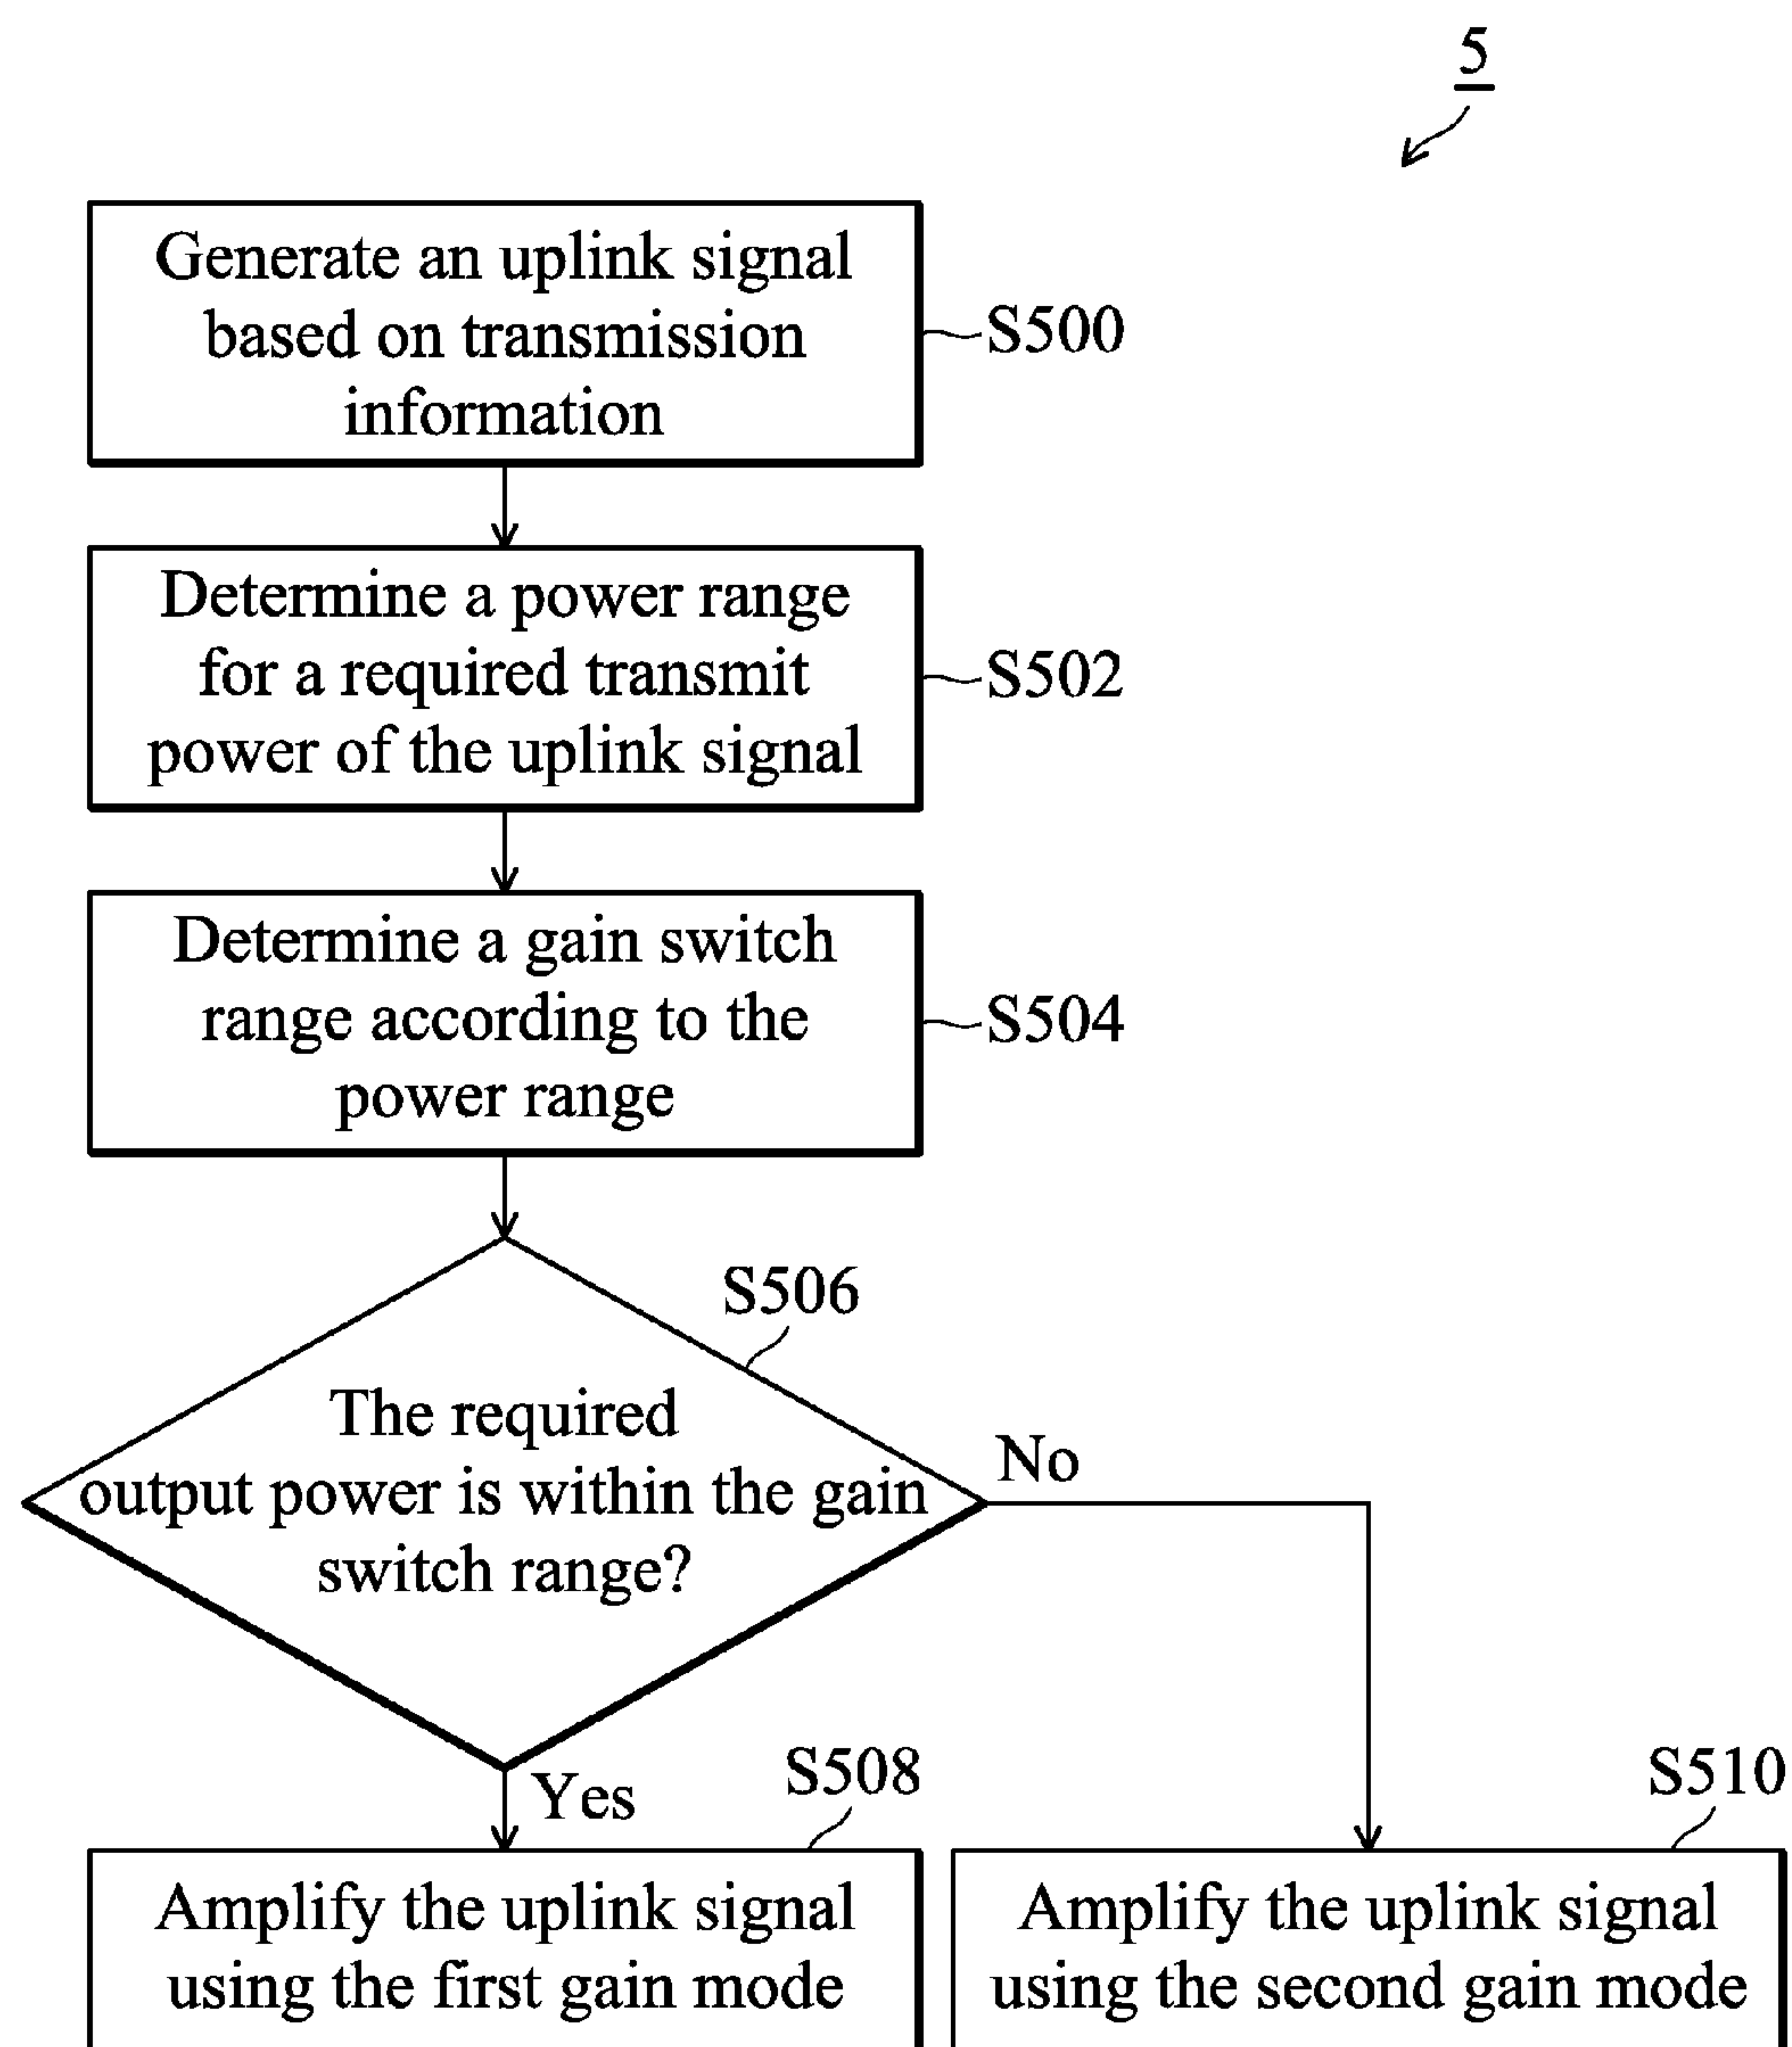 5
Generate an uplink signal
based on transmission
information
S500
Determine a power range
for a required transmit
power of the uplink signal
S502
Determine a gain switch
range according to the
power range
S504
S506
The required
output power is within the gain
switch range?
No
Yes
S508
Amplify the uplink signal
using the first gain mode
S510
Amplify the uplink signal
using the second gain mode